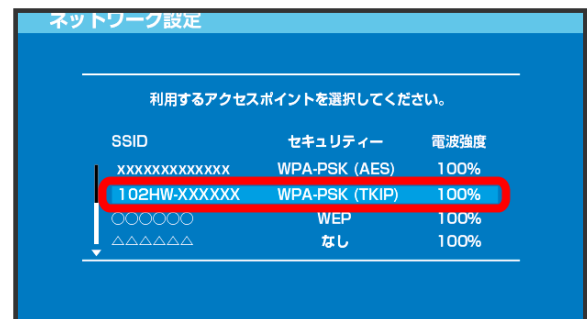 ネットワーク設定
利用するアクセスポイントを選択してください。
SSID セキュリティー 電波強度
xxxxxxxxxxxxx WPA-PSK (AES) 100%
102HW-XXXXXX WPA-PSK (TKIP) 100%
○○○○○○ WEP 100%
△△△△△△ なし 100%